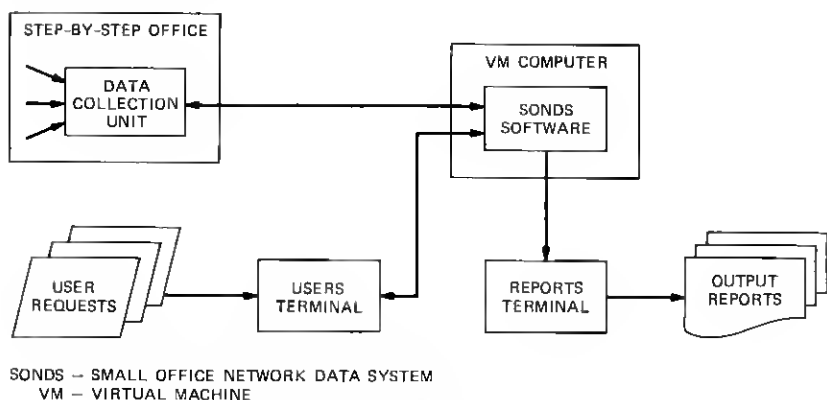 STEP-BY-STEP OFFICE
DATA
COLLECTION
UNIT
VM COMPUTER
SONDS
SOFTWARE
USER
REQUESTS
USERS
TERMINAL
REPORTS
TERMINAL
OUTPUT
REPORTS
SONDS – SMALL OFFICE NETWORK DATA SYSTEM
VM – VIRTUAL MACHINE